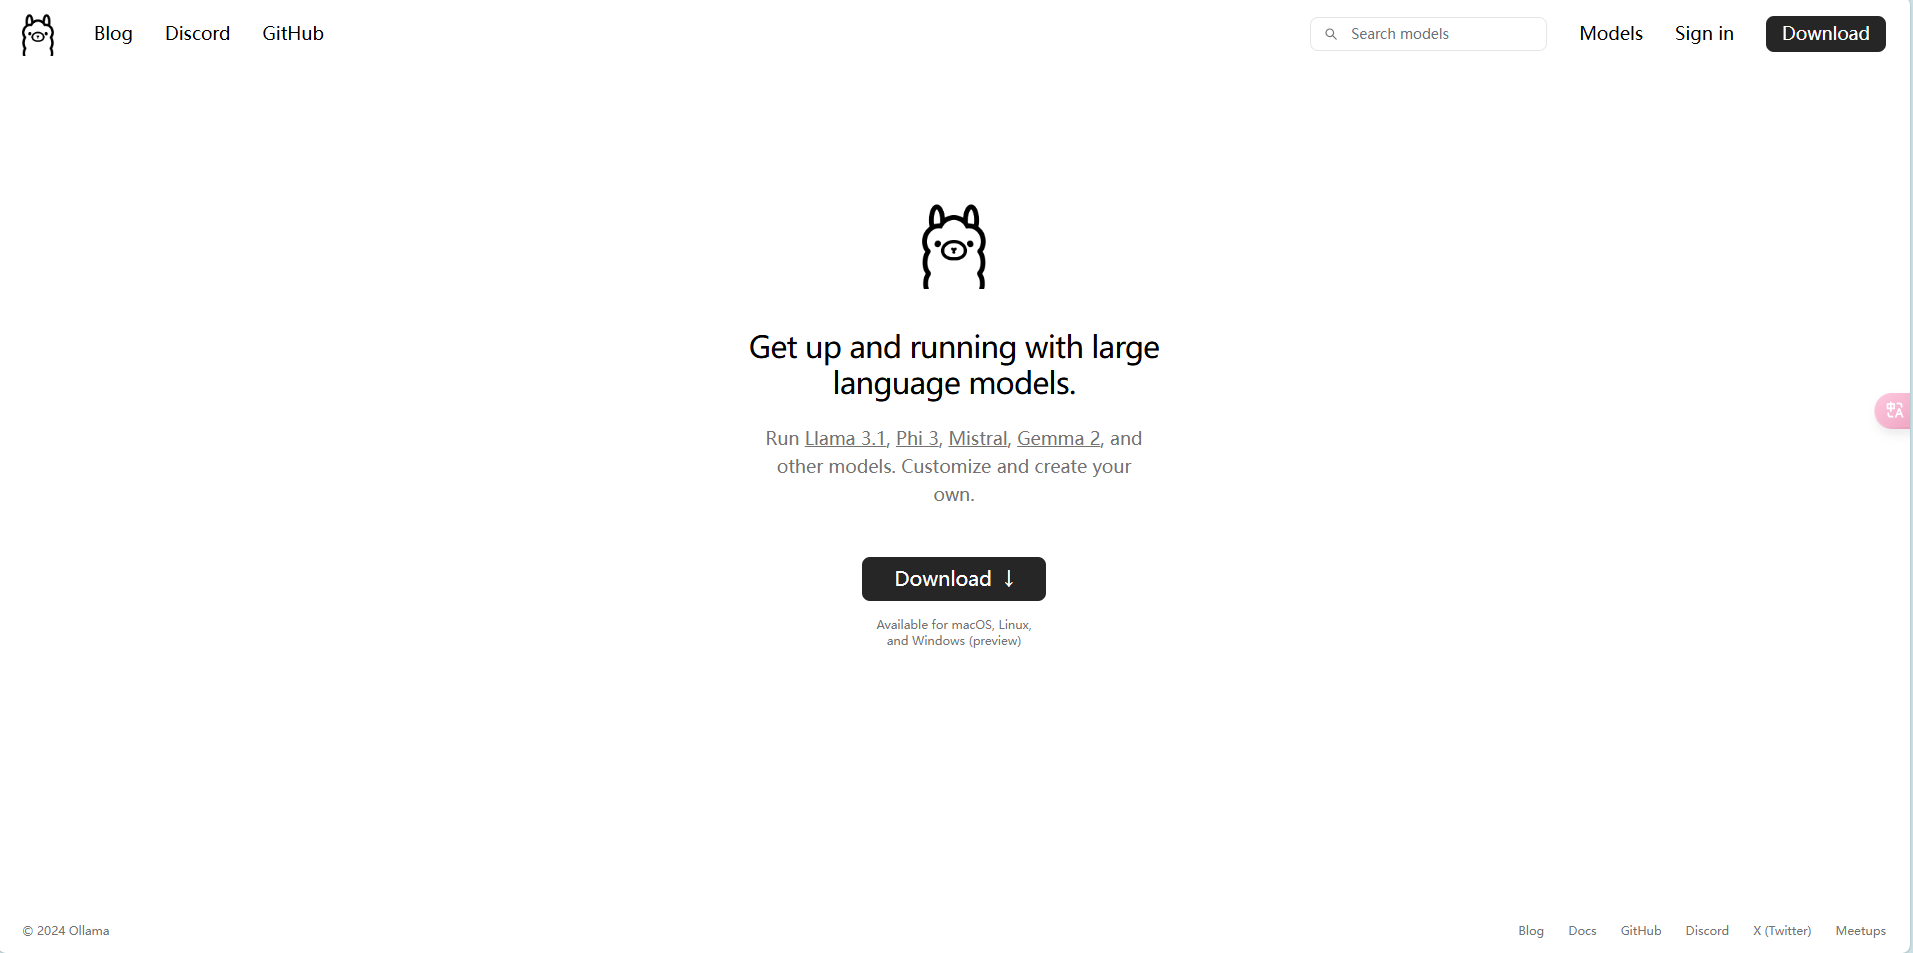 Blog Discord GitHub Search models Models Sign in Download
Get up and running with large
language models.
Run Llama 3.1, Phi 3, Mistral, Gemma 2, and
other models. Customize and create your
own.
Download ↓
Available for macOS, Linux,
and Windows (preview)
中A
© 2024 Ollama Blog Docs GitHub Discord X (Twitter) Meetups